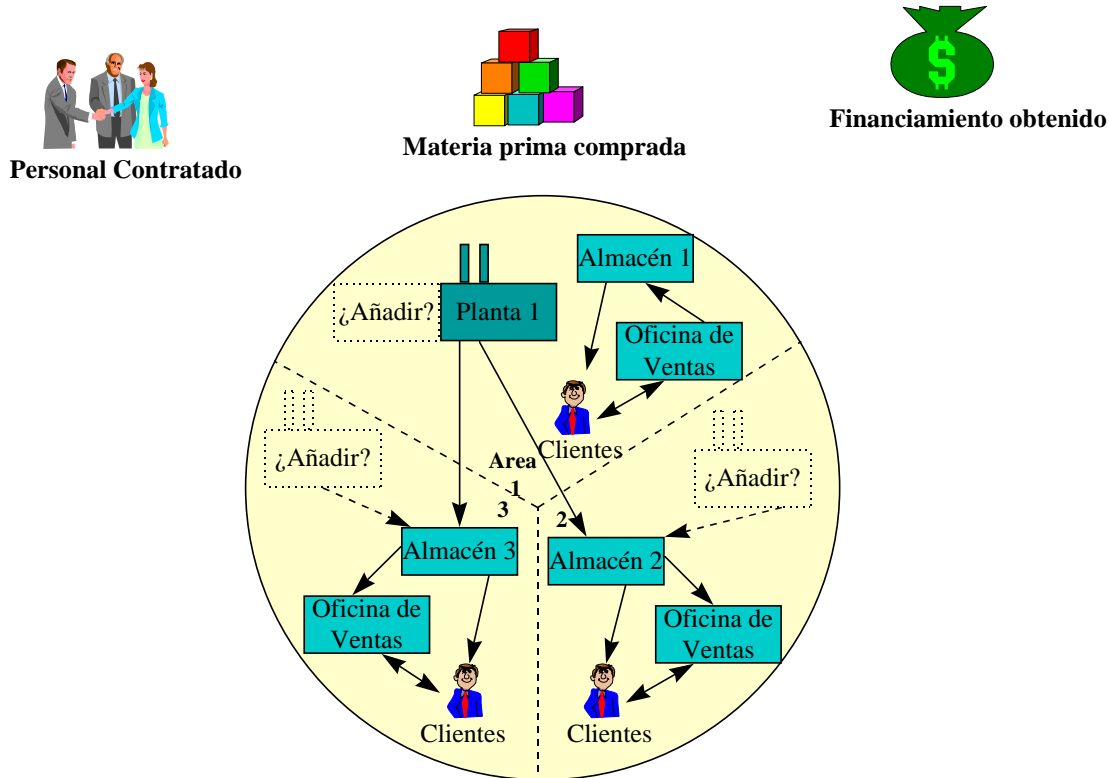 Personal Contratado
Materia prima comprada
$
Financiamiento obtenido
Almacén 1
¿Añadir?
Planta 1
Oficina de
Ventas
Clientes
Area
1
3
2
¿Añadir?
¿Añadir?
Almacén 3
Almacén 2
Oficina de
Ventas
Oficina de
Ventas
Clientes
Clientes